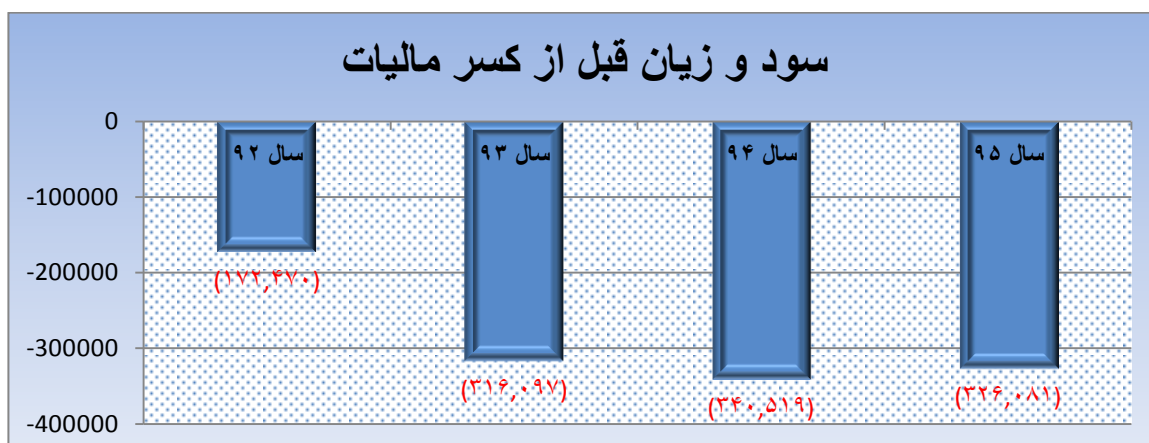 سود و زیان قبل از کسر مالیات
0
-100000
-200000
-300000
-400000
سال ۹۲
سال ۹۳
سال ۹۴
سال ۹۵
(۱۷۲,۴۷۰)
(۳۱۶,۰۹۷)
(۳۴۰,۵۱۹)
(۳۲۶,۰۸۱)